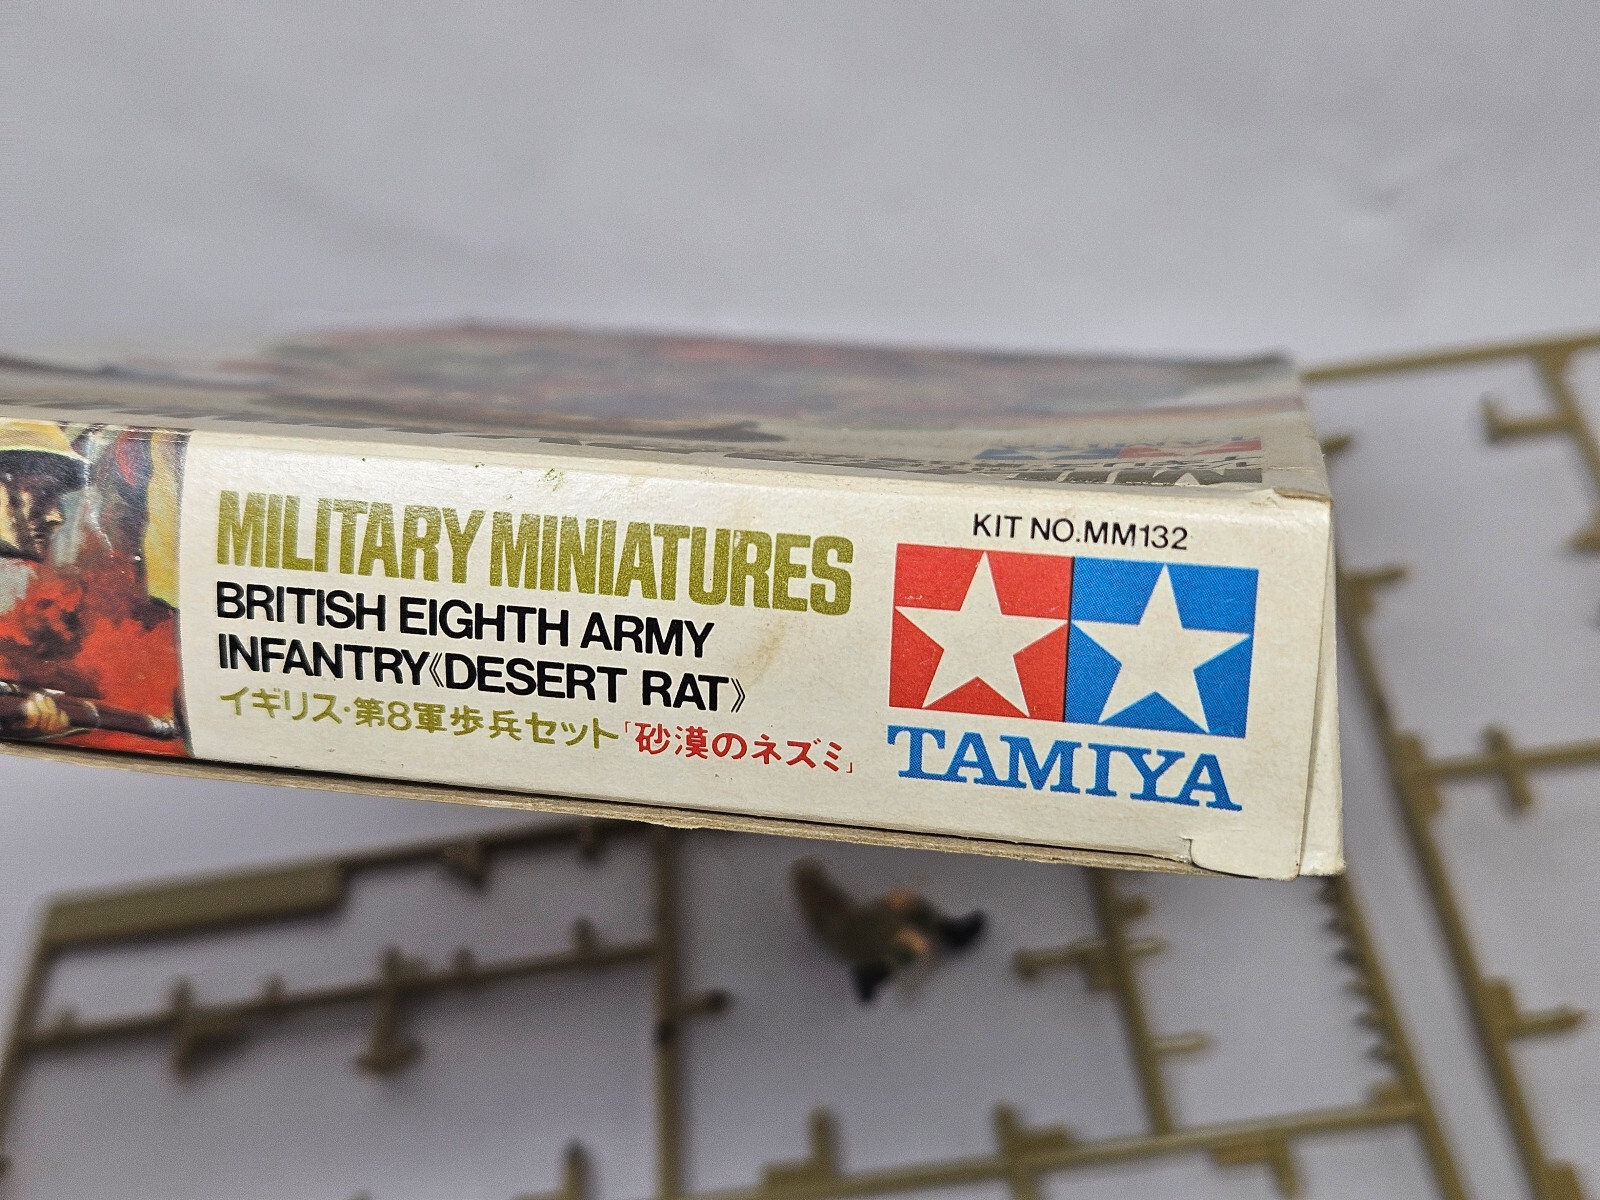 MILITARY MINIATURES
BRITISH EIGHTH ARMY
INFANTRY《DESERT RAT》
イギリス・第8軍歩兵セット「砂漠のネズミ」
KIT NO.MM132
TAMIYA